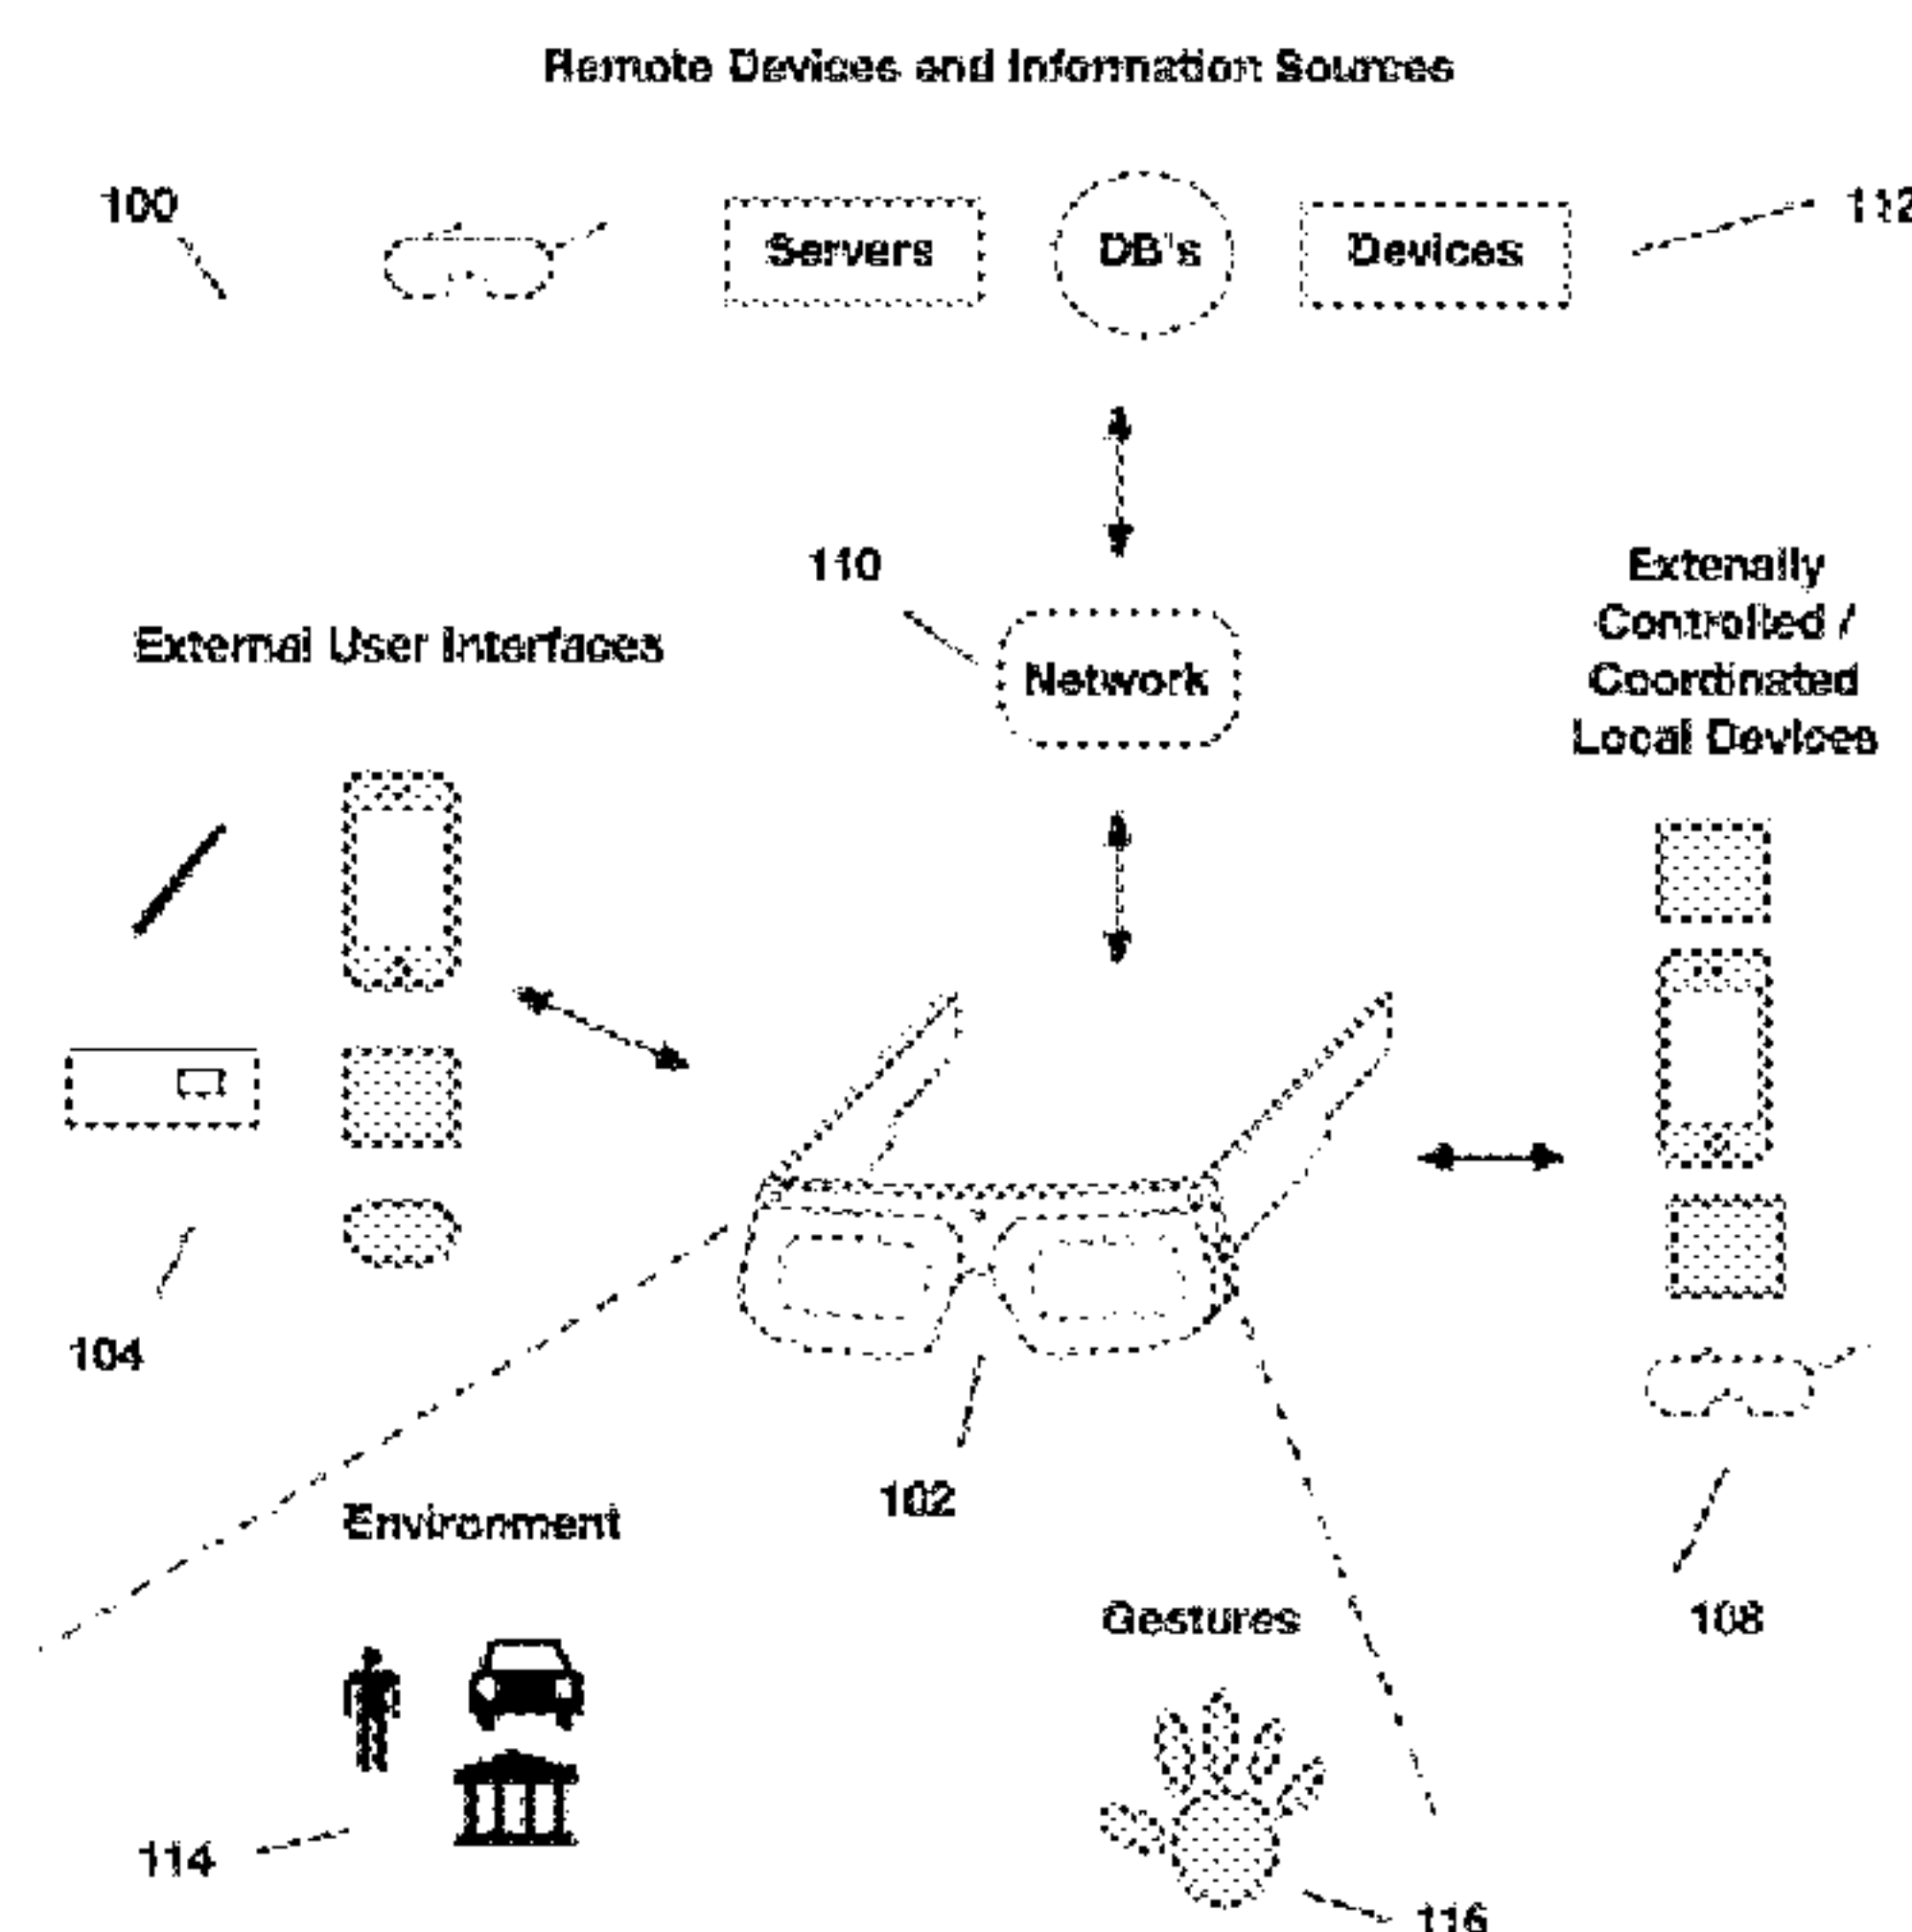 Remote Devices and Information Sources
100
Servers
DB's
Devices
112
110
Network
External User Interfaces
Extenally
Controlled /
Coordinated
Local Devices
104
102
Environment
Gestures
108
114
116